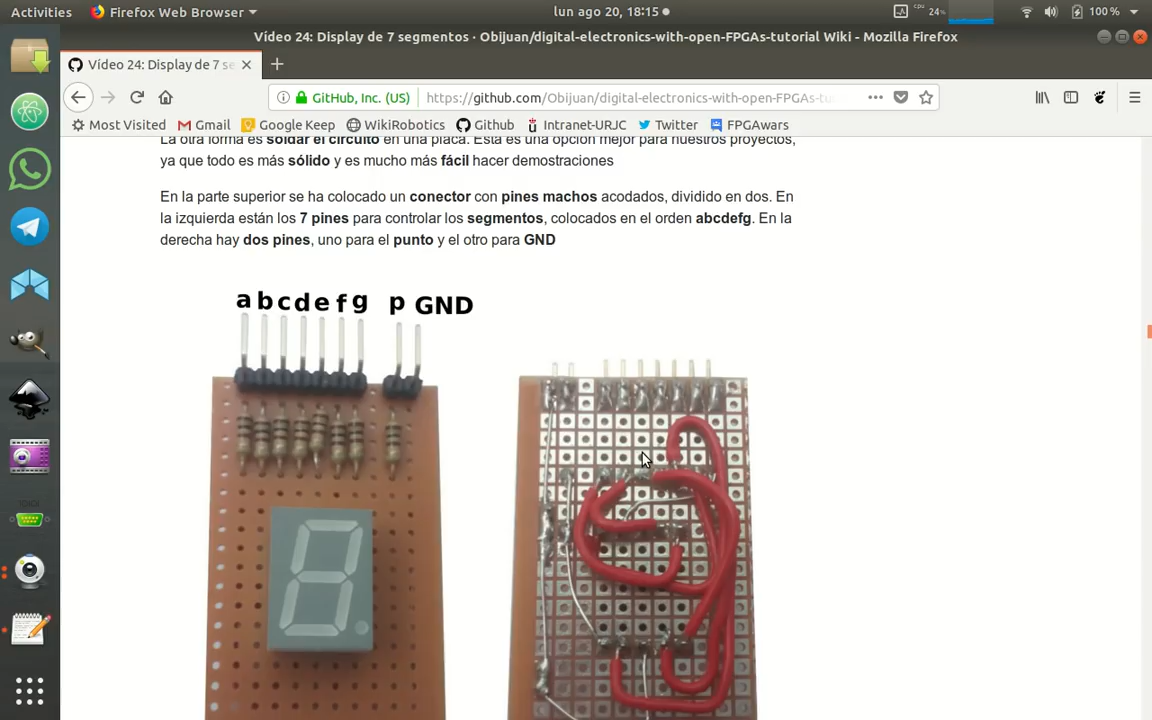 Activities Firefox Web Browser lun ago 20, 18:15 cpu 24% 100 %
Vídeo 24: Display de 7 segmentos · Obijuan/digital-electronics-with-open-FPGAs-tutorial Wiki - Mozilla Firefox
Vídeo 24: Display de 7 se
GitHub, Inc. (US) https://github.com/Obijuan/digital-electronics-with-open-FPGAs-tu
Most Visited Gmail Google Keep WikiRobotics Github Intranet-URJC Twitter FPGAwars
La otra forma es soldar el circuito en una placa. Esta es una opción mejor para nuestros proyectos,
ya que todo es más sólido y es mucho más fácil hacer demostraciones
En la parte superior se ha colocado un conector con pines machos acodados, dividido en dos. En
la izquierda están los 7 pines para controlar los segmentos, colocados en el orden abcdefg. En la
derecha hay dos pines, uno para el punto y el otro para GND
a b c d e f g p GND